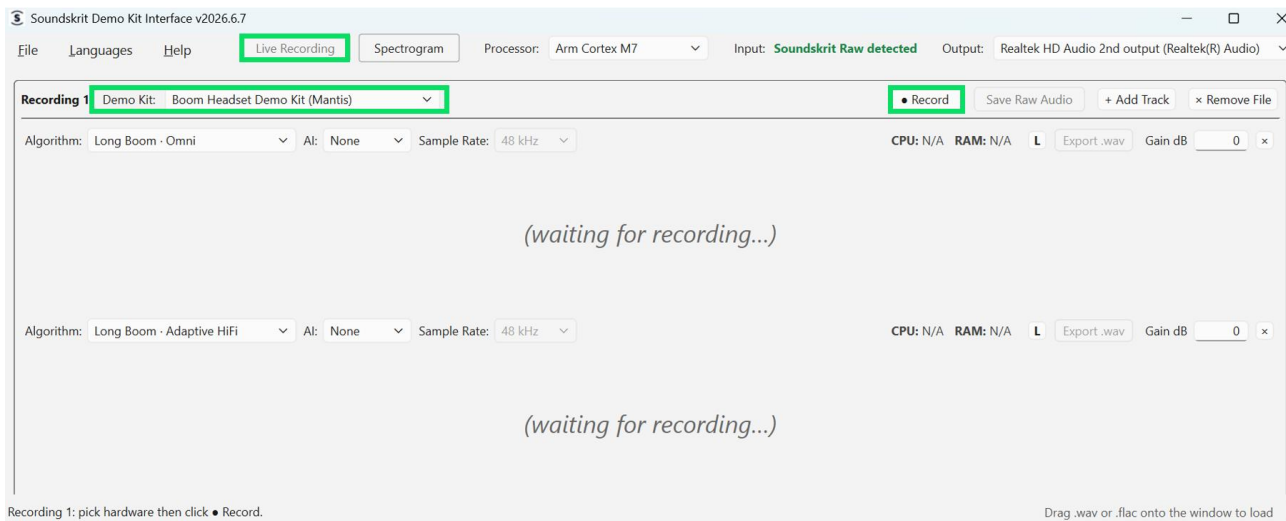 Soundskrit Demo Kit Interface v2026.6.7
File Languages Help Live Recording Spectrogram Processor: Arm Cortex M7 Input: Soundskrit Raw detected Output: Realtek HD Audio 2nd output (Realtek(R) Audio)
Recording 1 Demo Kit: Boom Headset Demo Kit (Mantis) ● Record Save Raw Audio + Add Track × Remove File
Algorithm: Long Boom · Omni AI: None Sample Rate: 48 kHz CPU: N/A RAM: N/A L Export .wav Gain dB 0 ×
(waiting for recording...)
Algorithm: Long Boom · Adaptive HiFi AI: None Sample Rate: 48 kHz CPU: N/A RAM: N/A L Export .wav Gain dB 0 ×
(waiting for recording...)
Recording 1: pick hardware then click ● Record. Drag .wav or .flac onto the window to load